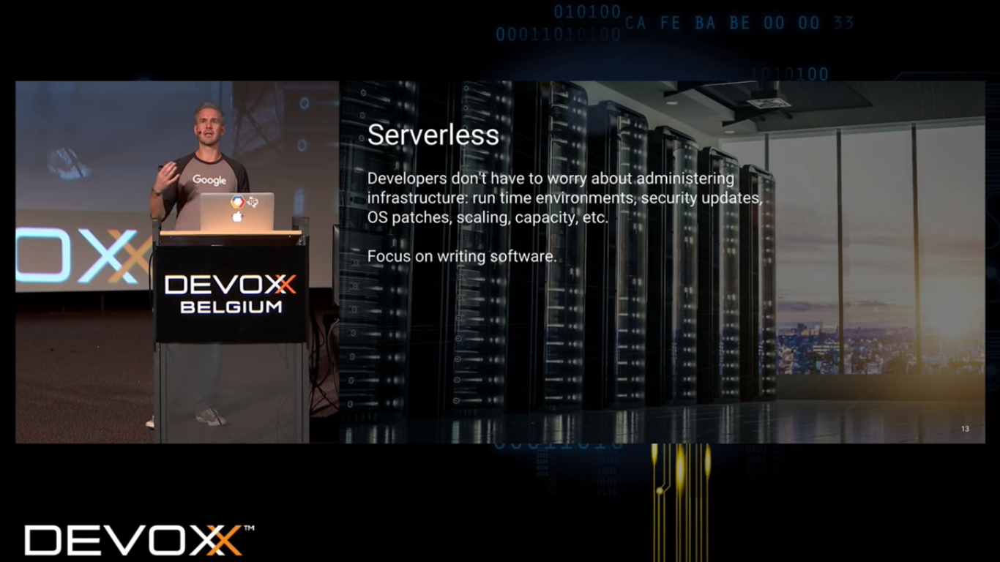 010100
00011010100
CA FE BA BE 00 00 33
11010100
Serverless
Developers don't have to worry about administering
infrastructure: run time environments, security updates,
OS patches, scaling, capacity, etc.
Focus on writing software.
Google
OXX
DEVOXX
BELGIUM
13
00011010
DEVOXX™